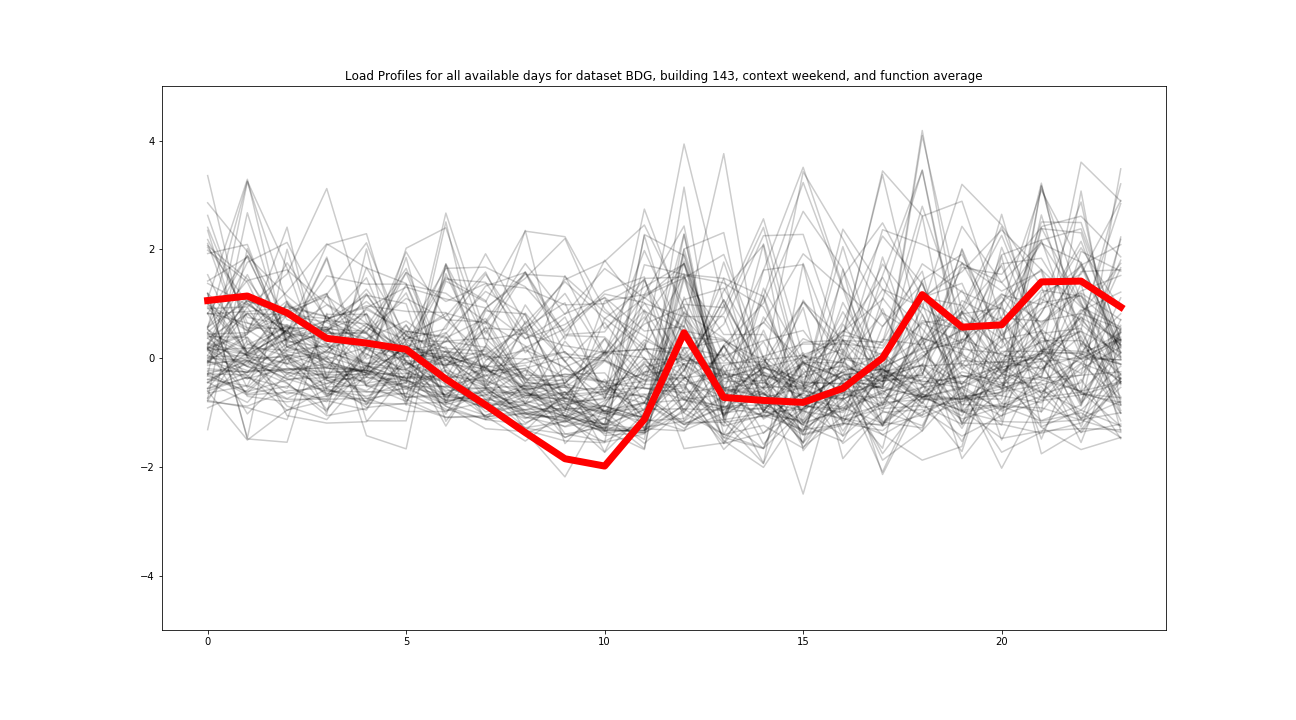 Load Profiles for all available days for dataset BDG, building 143, context weekend, and function average
4
2
0
−2
−4
0 5 10 15 20